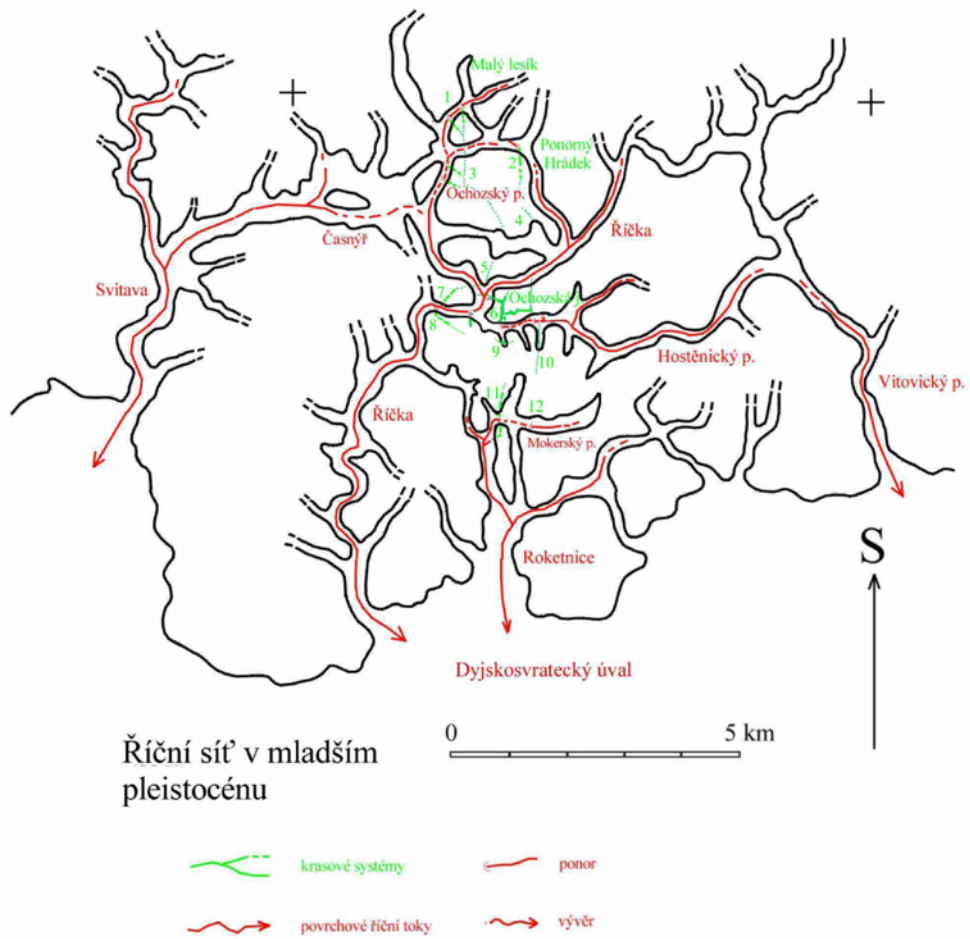 Malý lesík
1
Ponorný
Hrádek
2
3
Ochozský p.
4
Říčka
Časnýř
5
Svitava
7
Ochozská j.
6
8
9
10
Hostěnický p.
Vitovický p.
11
12
Říčka
Mokerský p.
S
Roketnice
Dyjskosvratecký úval
0
5 km
Říční síť v mladším
pleistocénu
krasové systémy
ponor
povrchové říční toky
vývěr